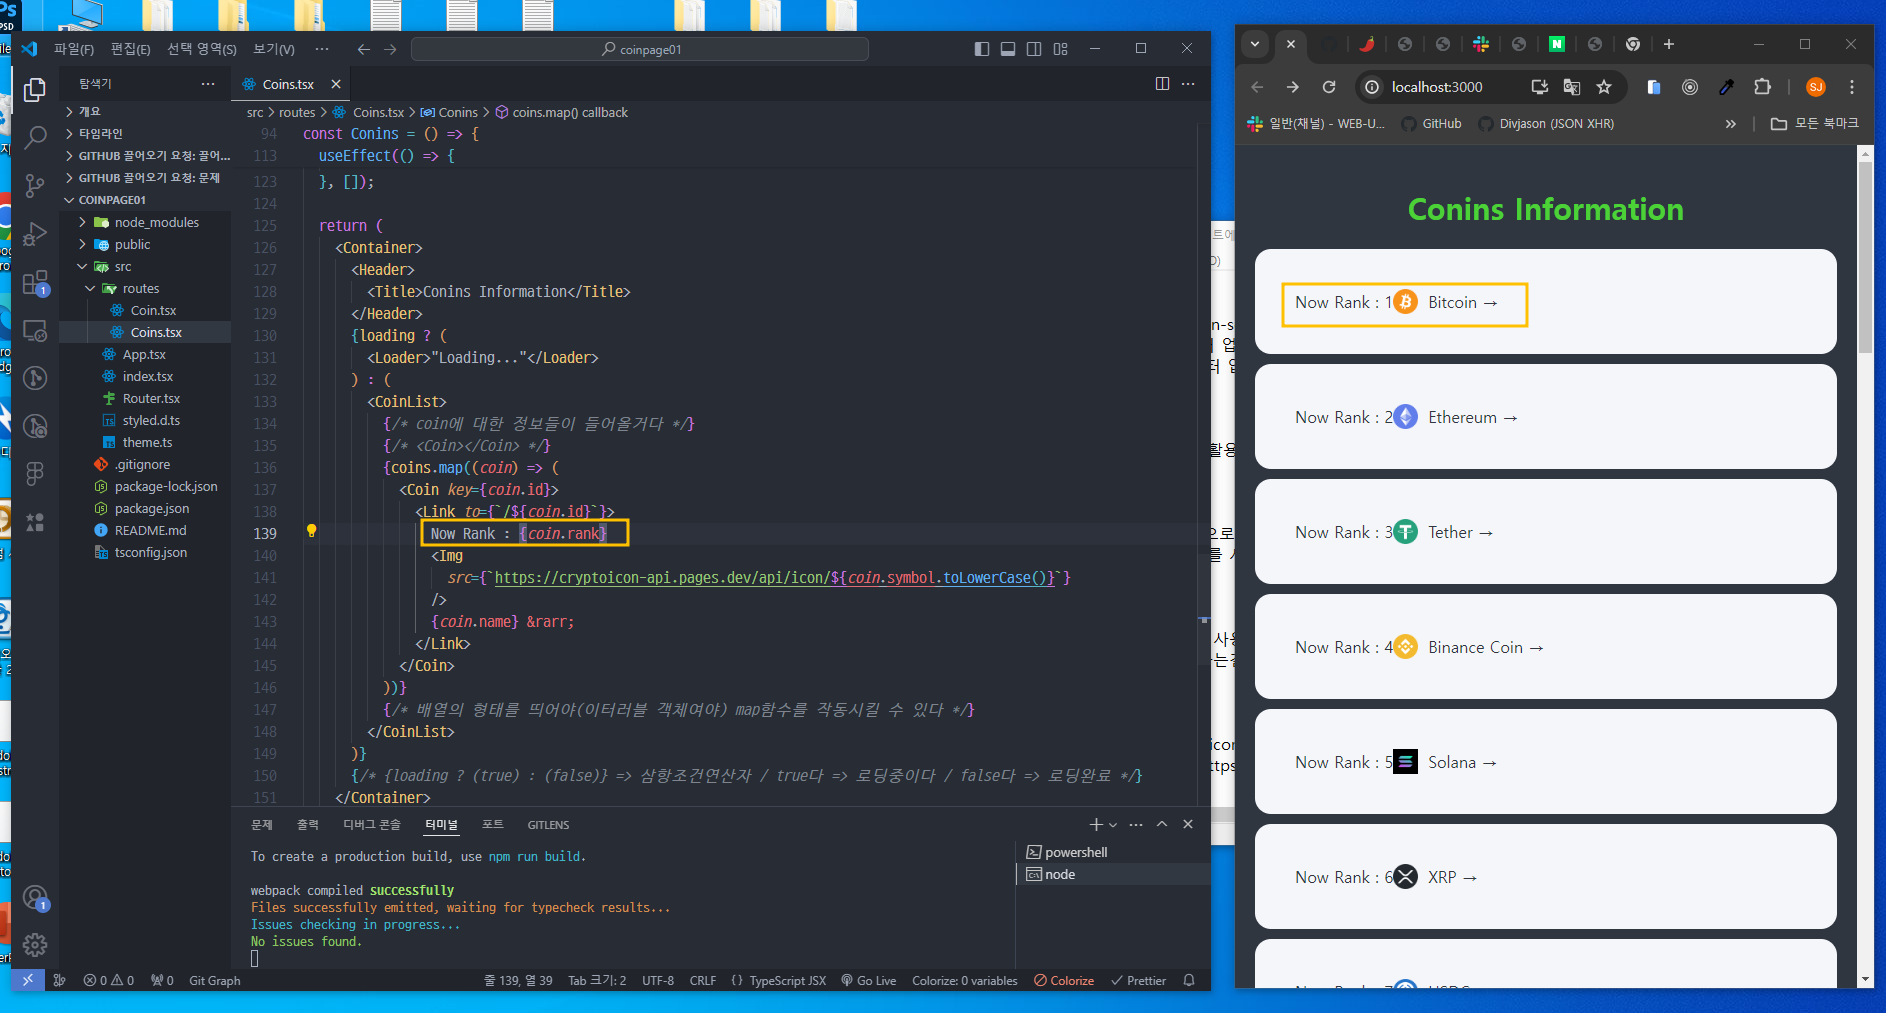 파일(F) 편집(E) 선택 영역(S) 보기(V) ··· coinpage01
탐색기 ···
개요
타임라인
GITHUB 끌어오기 요청: 끌어...
GITHUB 끌어오기 요청: 문제
COINPAGE01
node_modules
public
src
routes
Coin.tsx
Coins.tsx
App.tsx
index.tsx
Router.tsx
styled.d.ts
theme.ts
.gitignore
package-lock.json
package.json
README.md
tsconfig.json
Coins.tsx
src > routes > Coins.tsx > Conins > coins.map() callback
94 const Conins = () => {
113 useEffect(() => {
123 }, []);
124
125 return (
126 <Container>
127 <Header>
128 <Title>Conins Information</Title>
129 </Header>
130 {loading ? (
131 <Loader>"Loading..."</Loader>
132 ) : (
133 <CoinList>
134 {/* coin에 대한 정보들이 들어올거다 */}
135 {/* <Coin></Coin> */}
136 {coins.map((coin) => (
137 <Coin key={coin.id}>
138 <Link to={`/${coin.id}`}>
139 Now Rank : {coin.rank}
140 <Img
141 src={`https://cryptoicon-api.pages.dev/api/icon/${coin.symbol.toLowerCase()}`}
142 />
143 {coin.name} &rarr;
144 </Link>
145 </Coin>
146 ))}
147 {/* 배열의 형태를 띄어야(이터러블 객체여야) map함수를 작동시킬 수 있다 */}
148 </CoinList>
149 )}
150 {/* {loading ? (true) : (false)} => 삼항조건연산자 / true다 => 로딩중이다 / false다 => 로딩완료 */}
151 </Container>
문제 출력 디버그 콘솔 터미널 포트 GITLENS
To create a production build, use npm run build.
webpack compiled successfully
Files successfully emitted, waiting for typecheck results...
Issues checking in progress...
No issues found.
powershell
node
0 0 0 Git Graph 줄 139, 열 39 Tab 크기: 2 UTF-8 CRLF {} TypeScript JSX Go Live Colorize: 0 variables Colorize Prettier
localhost:3000 SJ
일반(채널) - WEB-U... GitHub Divjason (JSON XHR) » 모든 북마크
Conins Information
Now Rank : 1 Bitcoin →
Now Rank : 2 Ethereum →
Now Rank : 3 Tether →
Now Rank : 4 Binance Coin →
Now Rank : 5 Solana →
Now Rank : 6 XRP →